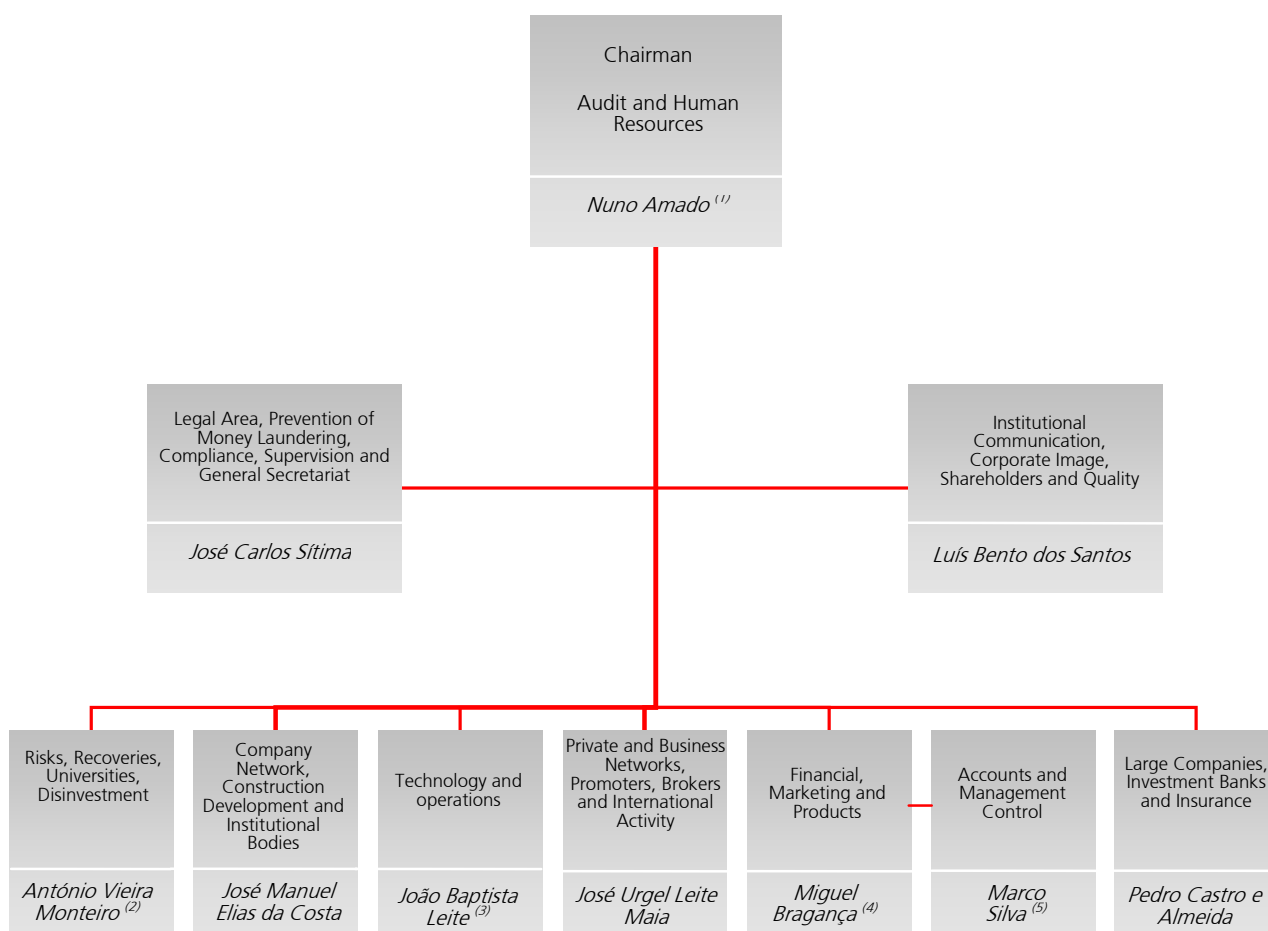 Chairman
Audit and Human
Resources
Nuno Amado (1)
Legal Area, Prevention of
Money Laundering,
Compliance, Supervision and
General Secretariat
José Carlos Sítima
Institutional
Communication,
Corporate Image,
Shareholders and Quality
Luís Bento dos Santos
Risks, Recoveries,
Universities,
Disinvestment
António Vieira
Monteiro (2)
Company
Network,
Construction
Development and
Institutional
Bodies
José Manuel
Elias da Costa
Technology and
operations
João Baptista
Leite (3)
Private and Business
Networks,
Promoters, Brokers
and International
Activity
José Urgel Leite
Maia
Financial,
Marketing and
Products
Miguel
Bragança (4)
Accounts and
Management
Control
Marco
Silva (5)
Large Companies,
Investment Banks
and Insurance
Pedro Castro e
Almeida